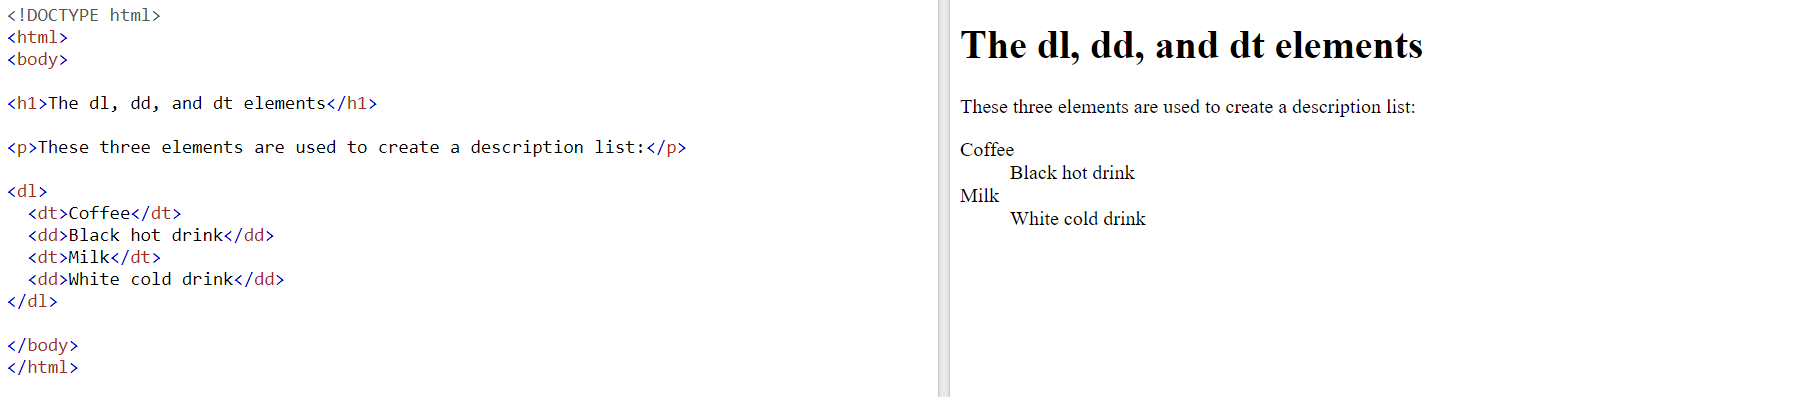 <!DOCTYPE html>
<html>
<body>
<h1>The dl, dd, and dt elements</h1>
<p>These three elements are used to create a description list:</p>
<dl>
  <dt>Coffee</dt>
  <dd>Black hot drink</dd>
  <dt>Milk</dt>
  <dd>White cold drink</dd>
</dl>
</body>
</html>
The dl, dd, and dt elements
These three elements are used to create a description list:
Coffee
Black hot drink
Milk
White cold drink